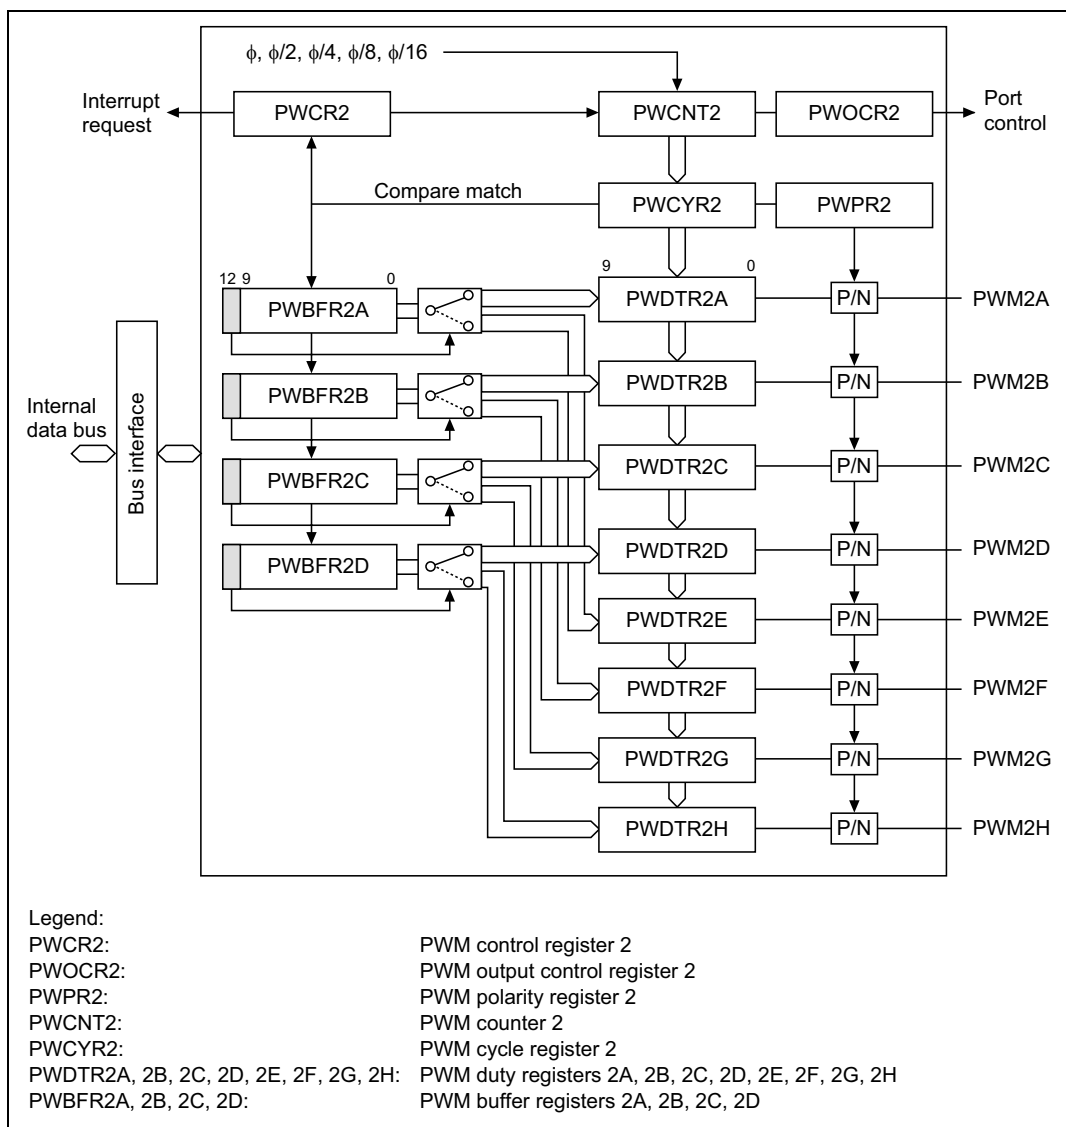 ϕ, ϕ/2, ϕ/4, ϕ/8, ϕ/16
Interrupt request
PWCR2
PWCNT2
PWOCR2
Port control
Compare match
PWCYR2
PWPR2
12 9 0
9 0
PWBFR2A
PWDTR2A
P/N
PWM2A
PWBFR2B
PWDTR2B
P/N
PWM2B
Internal data bus
Bus interface
PWBFR2C
PWDTR2C
P/N
PWM2C
PWBFR2D
PWDTR2D
P/N
PWM2D
PWDTR2E
P/N
PWM2E
PWDTR2F
P/N
PWM2F
PWDTR2G
P/N
PWM2G
PWDTR2H
P/N
PWM2H
Legend:
PWCR2: PWM control register 2
PWOCR2: PWM output control register 2
PWPR2: PWM polarity register 2
PWCNT2: PWM counter 2
PWCYR2: PWM cycle register 2
PWDTR2A, 2B, 2C, 2D, 2E, 2F, 2G, 2H: PWM duty registers 2A, 2B, 2C, 2D, 2E, 2F, 2G, 2H
PWBFR2A, 2B, 2C, 2D: PWM buffer registers 2A, 2B, 2C, 2D